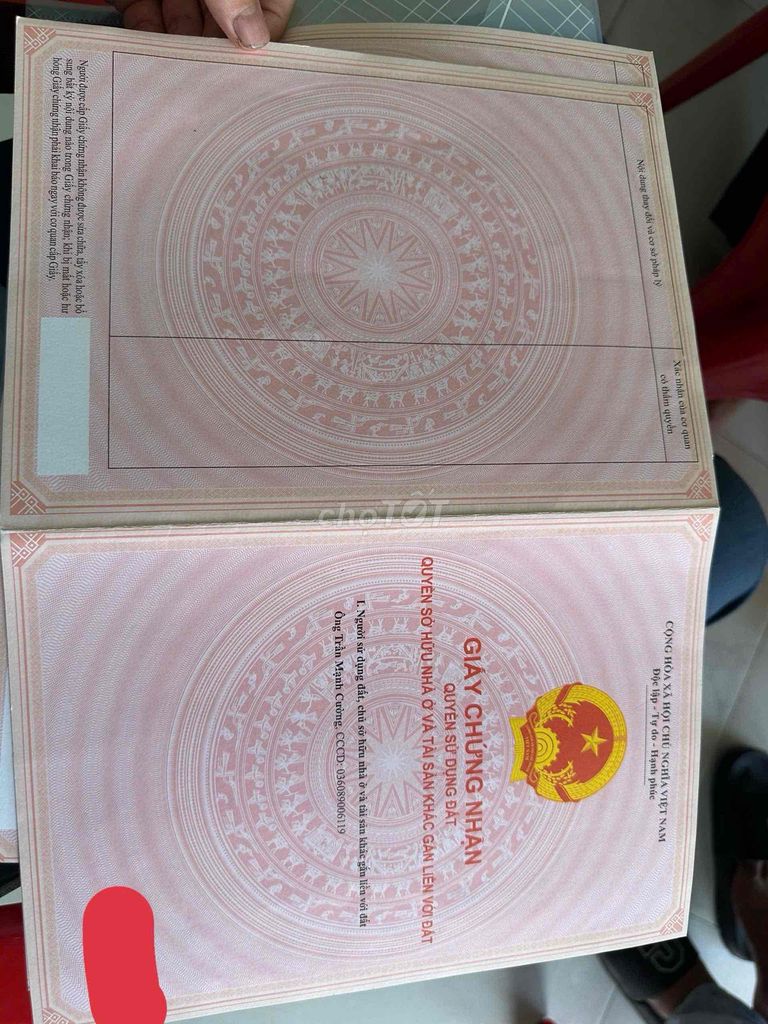 CỘNG HÒA XÃ HỘI CHỦ NGHĨA VIỆT NAM
Độc lập - Tự do - Hạnh phúc
GIẤY CHỨNG NHẬN
QUYỀN SỬ DỤNG ĐẤT
QUYỀN SỞ HỮU NHÀ Ở VÀ TÀI SẢN KHÁC GẮN LIỀN VỚI ĐẤT
I. Người sử dụng đất, chủ sở hữu nhà ở và tài sản khác gắn liền với đất
Ông Trần Mạnh Cường, CCCD: 036089006119
Nội dung thay đổi và cơ sở pháp lý
Xác nhận của cơ quan
có thẩm quyền
Người được cấp Giấy chứng nhận không được sửa chữa, tẩy xóa hoặc bổ
sung bất kỳ nội dung nào trong Giấy chứng nhận; khi bị mất hoặc hư
hỏng Giấy chứng nhận phải khai báo ngay với cơ quan cấp Giấy.
choTỐT